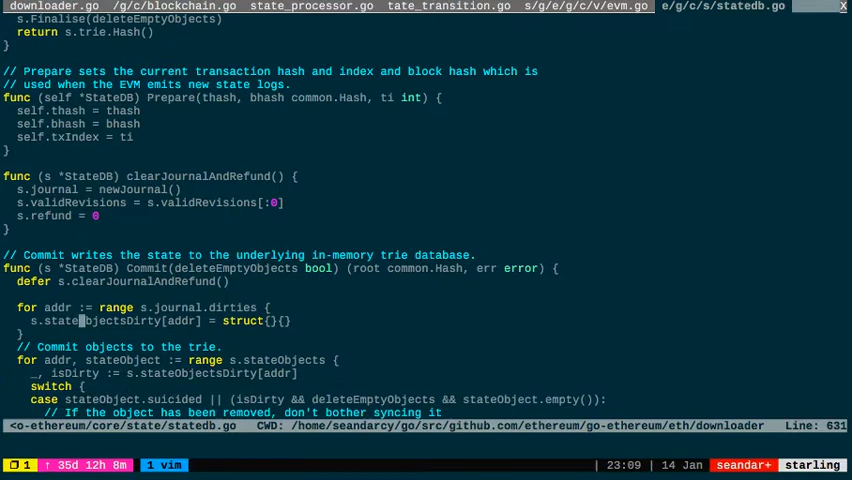 downloader.go /g/c/blockchain.go state_processor.go tate_transition.go s/g/e/g/c/v/evm.go e/g/c/s/statedb.go X
s.Finalise(deleteEmptyObjects)
return s.trie.Hash()
}
// Prepare sets the current transaction hash and index and block hash which is
// used when the EVM emits new state logs.
func (self *StateDB) Prepare(thash, bhash common.Hash, ti int) {
self.thash = thash
self.bhash = bhash
self.txIndex = ti
}
func (s *StateDB) clearJournalAndRefund() {
s.journal = newJournal()
s.validRevisions = s.validRevisions[:0]
s.refund = 0
}
// Commit writes the state to the underlying in-memory trie database.
func (s *StateDB) Commit(deleteEmptyObjects bool) (root common.Hash, err error) {
defer s.clearJournalAndRefund()
for addr := range s.journal.dirties {
s.stateObjectsDirty[addr] = struct{}{}
}
// Commit objects to the trie.
for addr, stateObject := range s.stateObjects {
_, isDirty := s.stateObjectsDirty[addr]
switch {
case stateObject.suicided || (isDirty && deleteEmptyObjects && stateObject.empty()):
// If the object has been removed, don't bother syncing it
<o-ethereum/core/state/statedb.go CWD: /home/seandarcy/go/src/github.com/ethereum/go-ethereum/eth/downloader Line: 631
1 ↑ 35d 12h 8m 1 vim | 23:09 | 14 Jan seandar+ starling